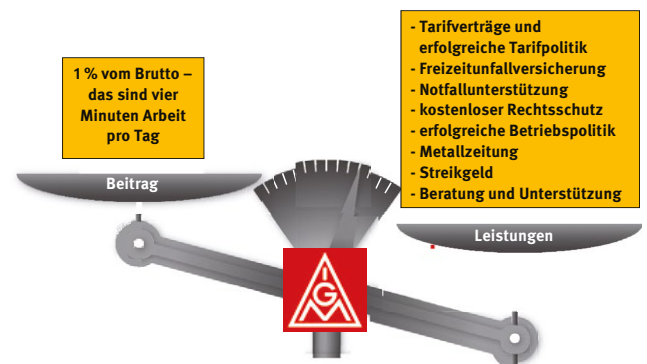 1 % vom Brutto –
das sind vier
Minuten Arbeit
pro Tag
Beitrag
- Tarifverträge und
erfolgreiche Tarifpolitik
- Freizeitunfallversicherung
- Notfallunterstützung
- kostenloser Rechtsschutz
- erfolgreiche Betriebspolitik
- Metallzeitung
- Streikgeld
- Beratung und Unterstützung
Leistungen
IGM